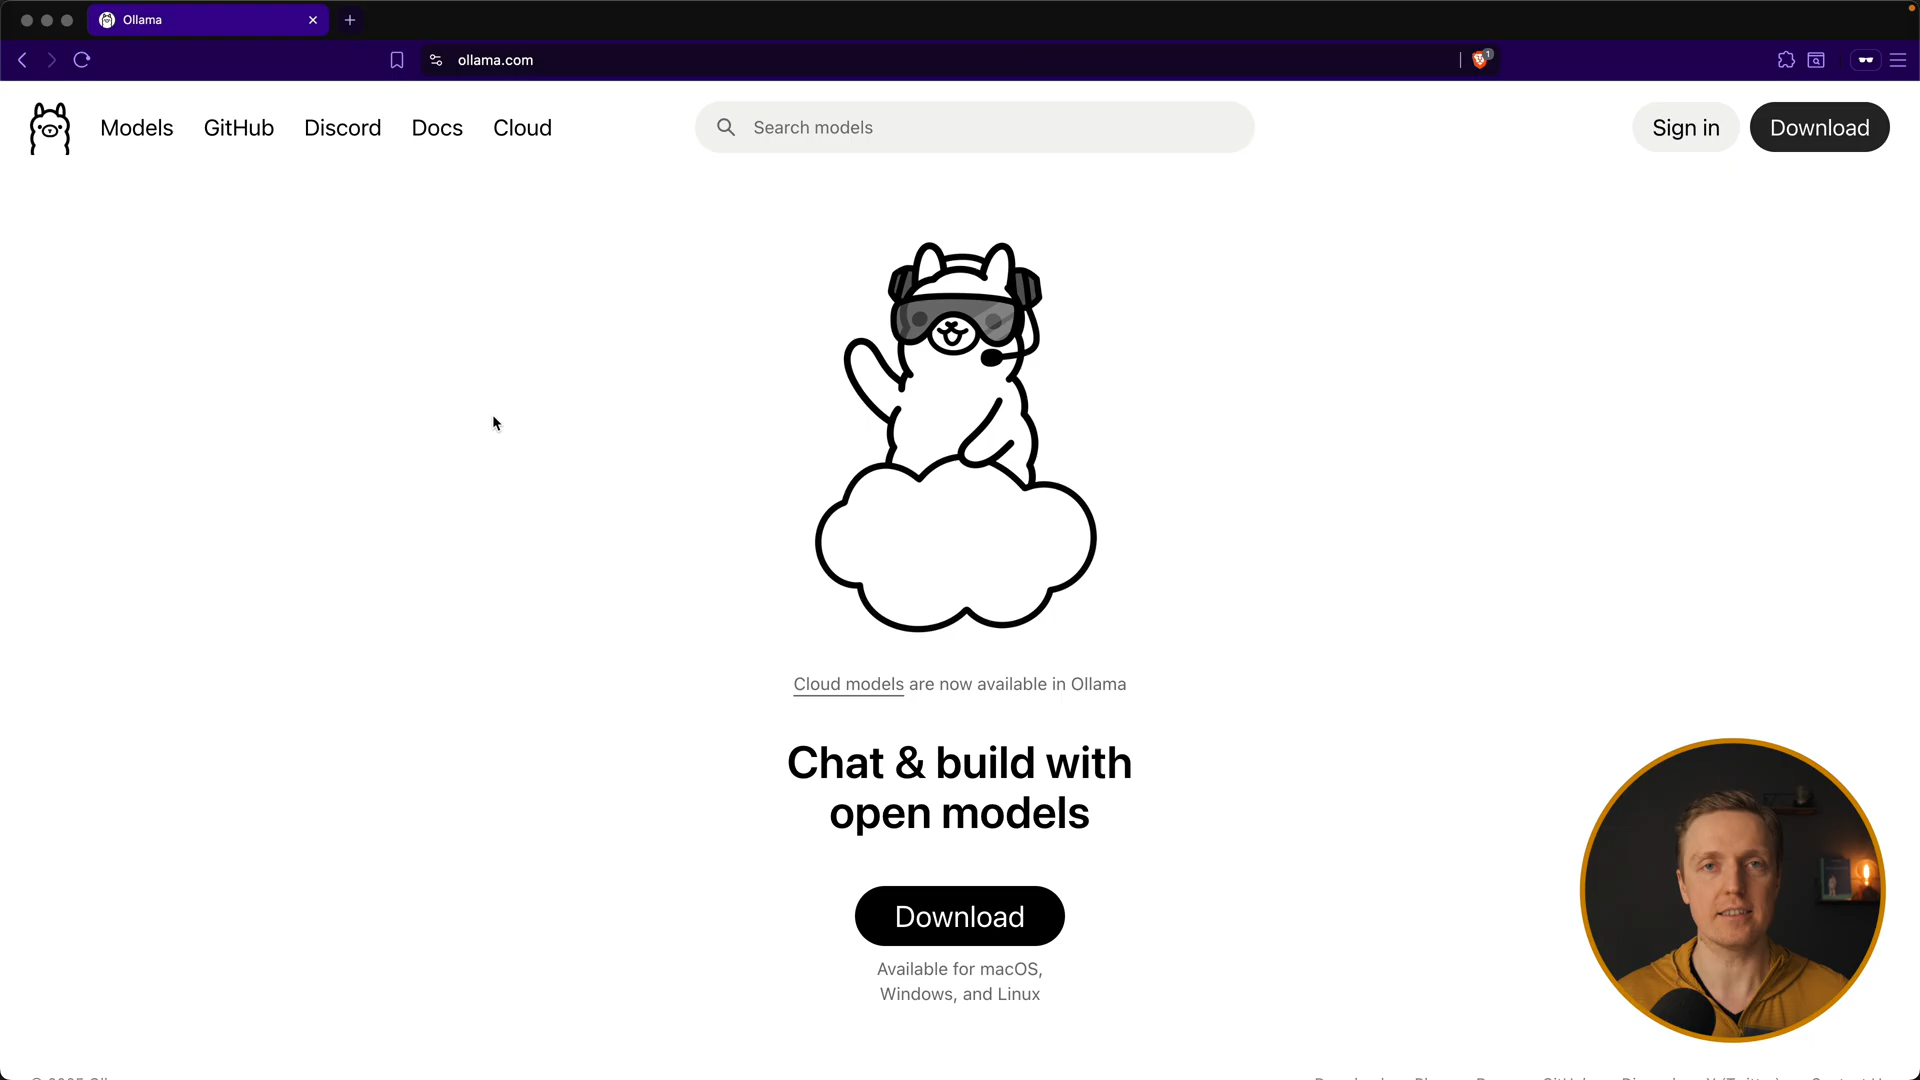 Ollama
ollama.com
1
Models GitHub Discord Docs Cloud
Search models
Sign in
Download
Cloud models are now available in Ollama
Chat & build with
open models
Download
Available for macOS,
Windows, and Linux